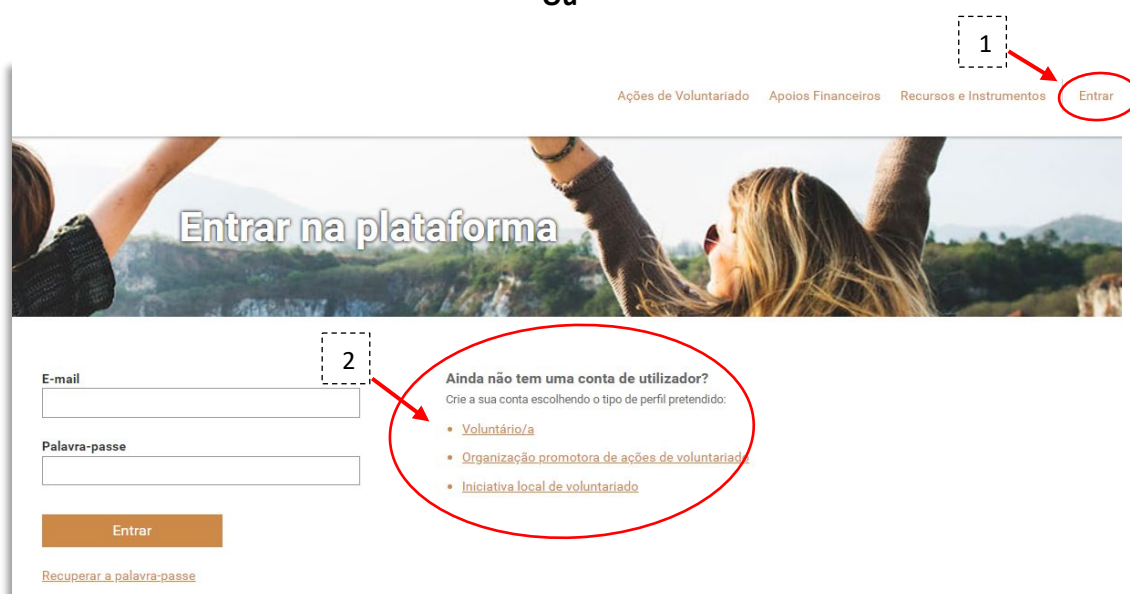 Ou
1
Ações de Voluntariado Apoios Financeiros Recursos e Instrumentos Entrar
Entrar na plataforma
2
E-mail
Ainda não tem uma conta de utilizador?
Crie a sua conta escolhendo o tipo de perfil pretendido:
Voluntário/a
Palavra-passe
Organização promotora de ações de voluntariado
Iniciativa local de voluntariado
Entrar
Recuperar a palavra-passe